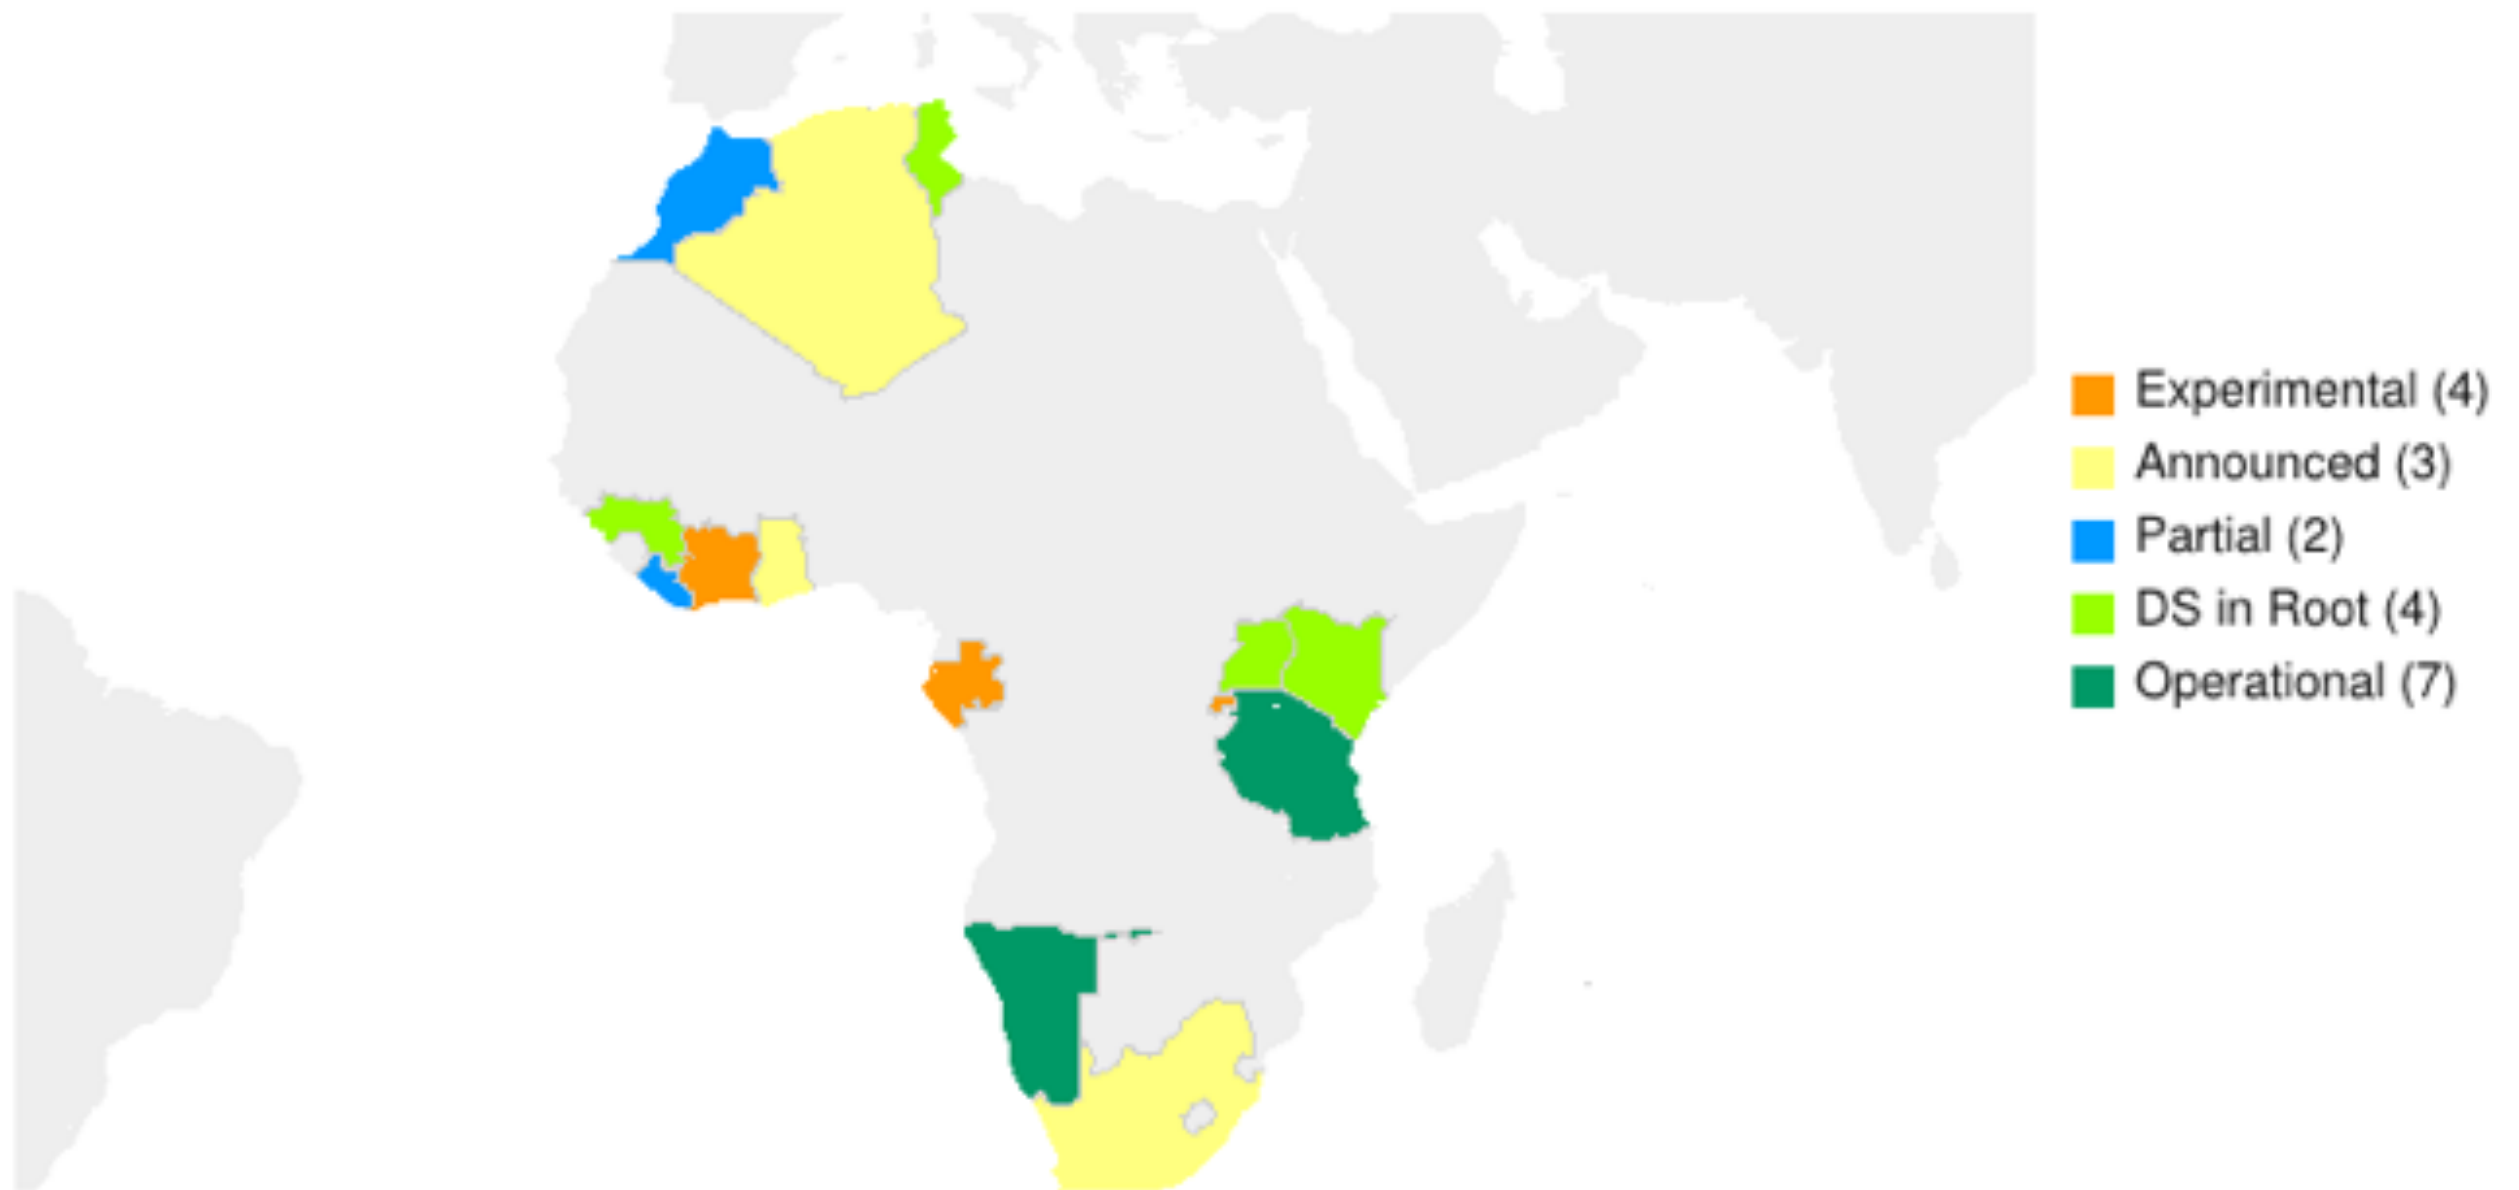 Experimental (4)
Announced (3)
Partial (2)
DS in Root (4)
Operational (7)